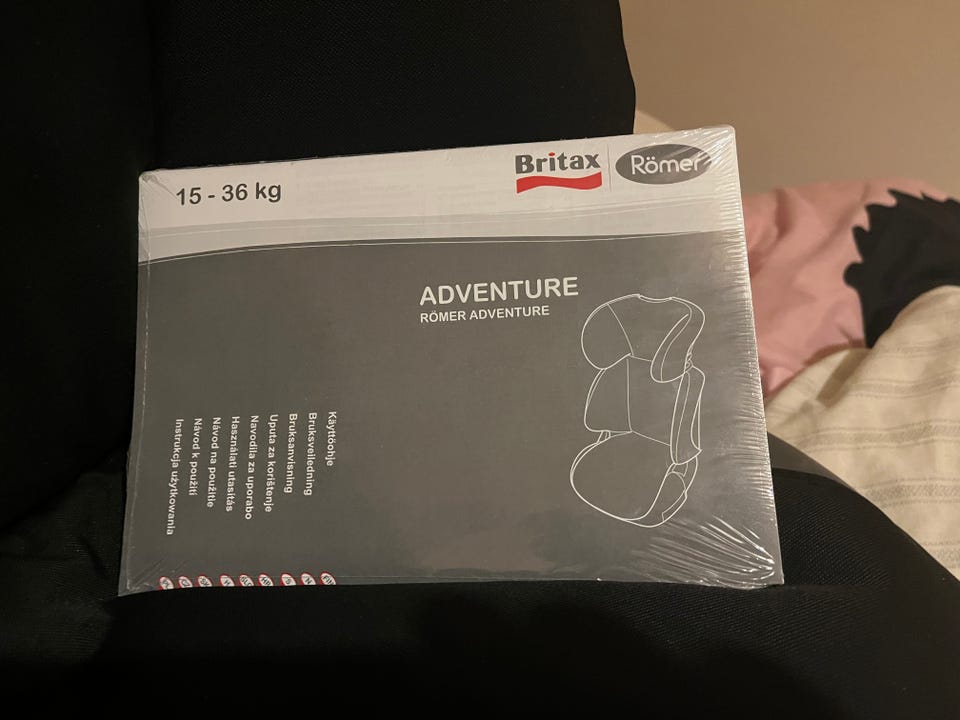 15 - 36 kg
Britax
Römer
ADVENTURE
RÖMER ADVENTURE
Käyttöohje
Bruksveiledning
Bruksanvisning
Uputa za korištenje
Navodila za uporabo
Használati utasítás
Návod na použitie
Návod k použití
Instrukcja użytkowania